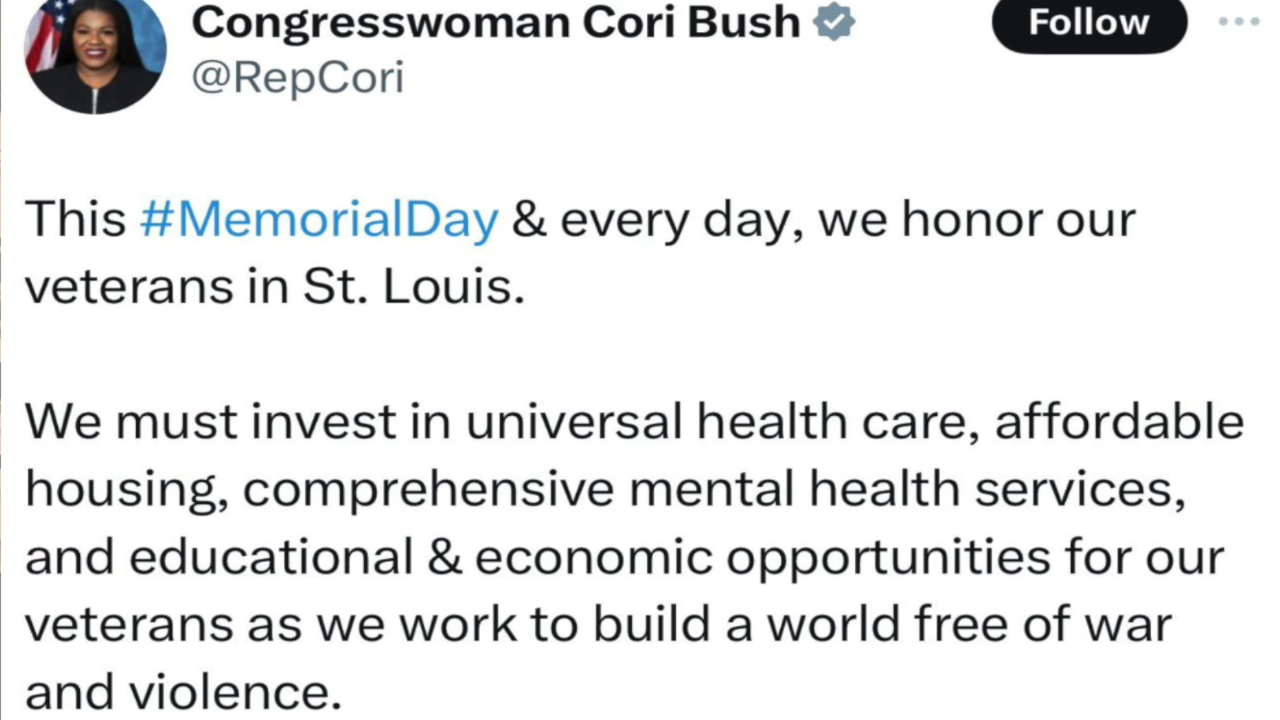 Congresswoman Cori Bush
Follow
@RepCori
This #MemorialDay & every day, we honor our
veterans in St. Louis.
We must invest in universal health care, affordable
housing, comprehensive mental health services,
and educational & economic opportunities for our
veterans as we work to build a world free of war
and violence.